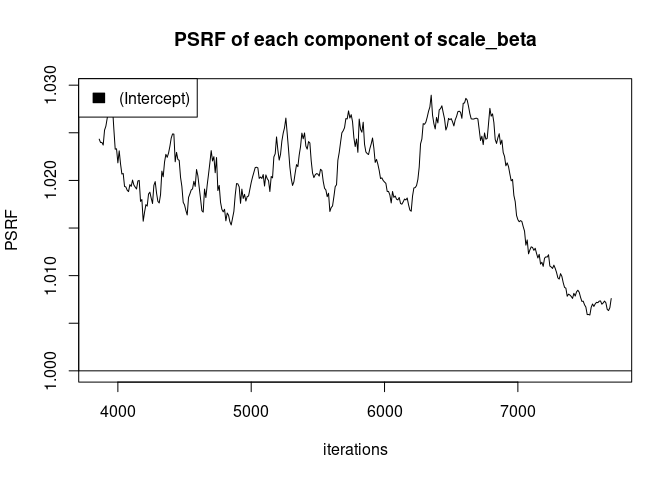 PSRF of each component of scale_beta
(Intercept)
PSRF
1.030
1.020
1.010
1.000
4000 5000 6000 7000
iterations